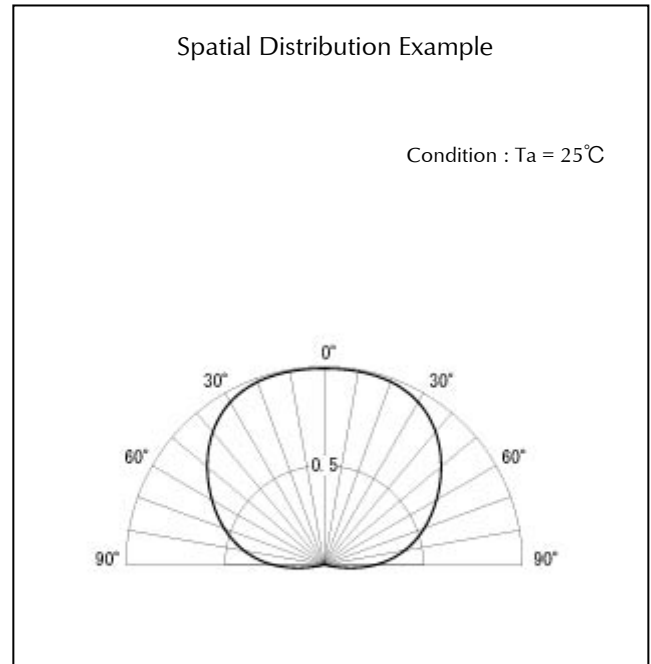 Spatial Distribution Example
Condition : Ta = 25℃
0°
30° 30°
60° 0. 5 60°
90° 90°